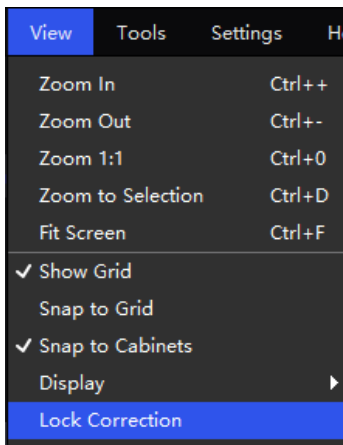 View Tools Settings H
Zoom In Ctrl++
Zoom Out Ctrl+-
Zoom 1:1 Ctrl+0
Zoom to Selection Ctrl+D
Fit Screen Ctrl+F
Show Grid
Snap to Grid
Snap to Cabinets
Display
Lock Correction